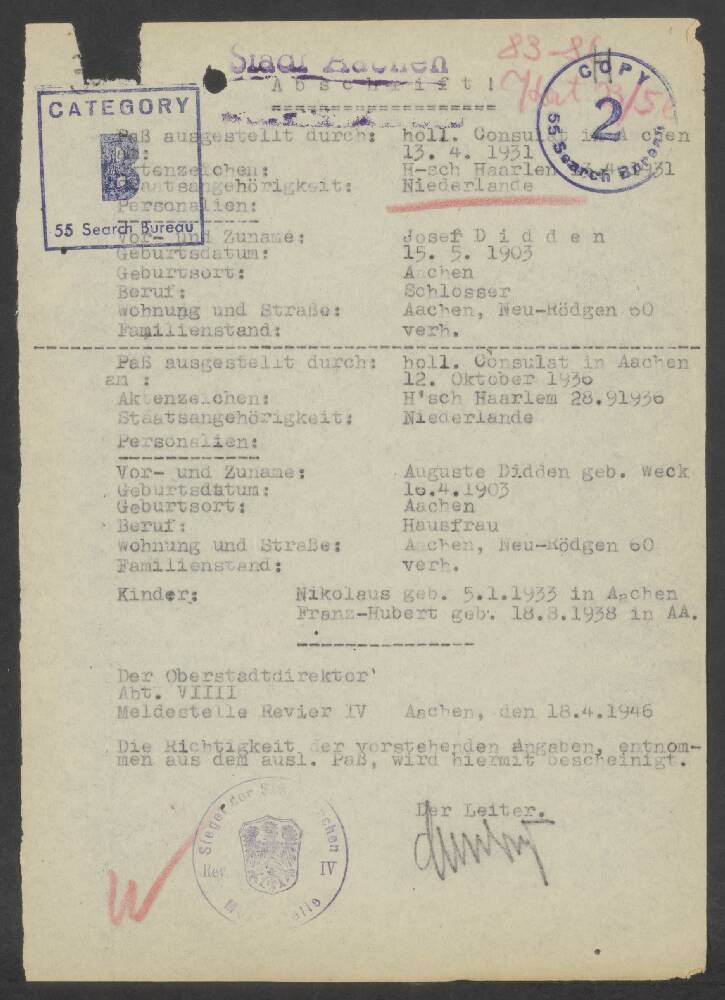 83-86
Stadt Aachen
Abschrift!
COPY
2
55 Search Bureau
CATEGORY
B
55 Search Bureau
Paß ausgestellt durch: holl. Consulat in Aachen
13. 4. 1931
H-sch Haarlem
Staatsangehörigkeit: Niederlande
Personalien:
Vor- und Zuname: Josef D i d d e n
Geburtsdatum: 15. 5. 1903
Geburtsort: Aachen
Beruf: Schlosser
Wohnung und Straße: Aachen, Neu-Rödgen 60
Familienstand: verh.
Paß ausgestellt durch: holl. Consulat in Aachen
an : 12. Oktober 1936
Aktenzeichen: H'sch Haarlem 28.91936
Staatsangehörigkeit: Niederlande
Personalien:
Vor- und Zuname; Auguste Didden geb. Weck
Geburtsdatum: 16.4.1903
Geburtsort: Aachen
Beruf: Hausfrau
Wohnung und Straße; Aachen, Neu-Rödgen 60
Familienstand; verh.
Kinder; Nikolaus geb. 5.1.1933 in Aachen
Franz-Hubert geb. 18.8.1938 in AA.
Der Oberstadtdirektor'
Abt. VIIII
Meldestelle Revier IV Aachen, den 18.4.1946
Die Richtigkeit der vorstehenden Angaben, entnom-
men aus dem ausl. Paß, wird hiermit bescheinigt.
Der Leiter.
Rev. IV